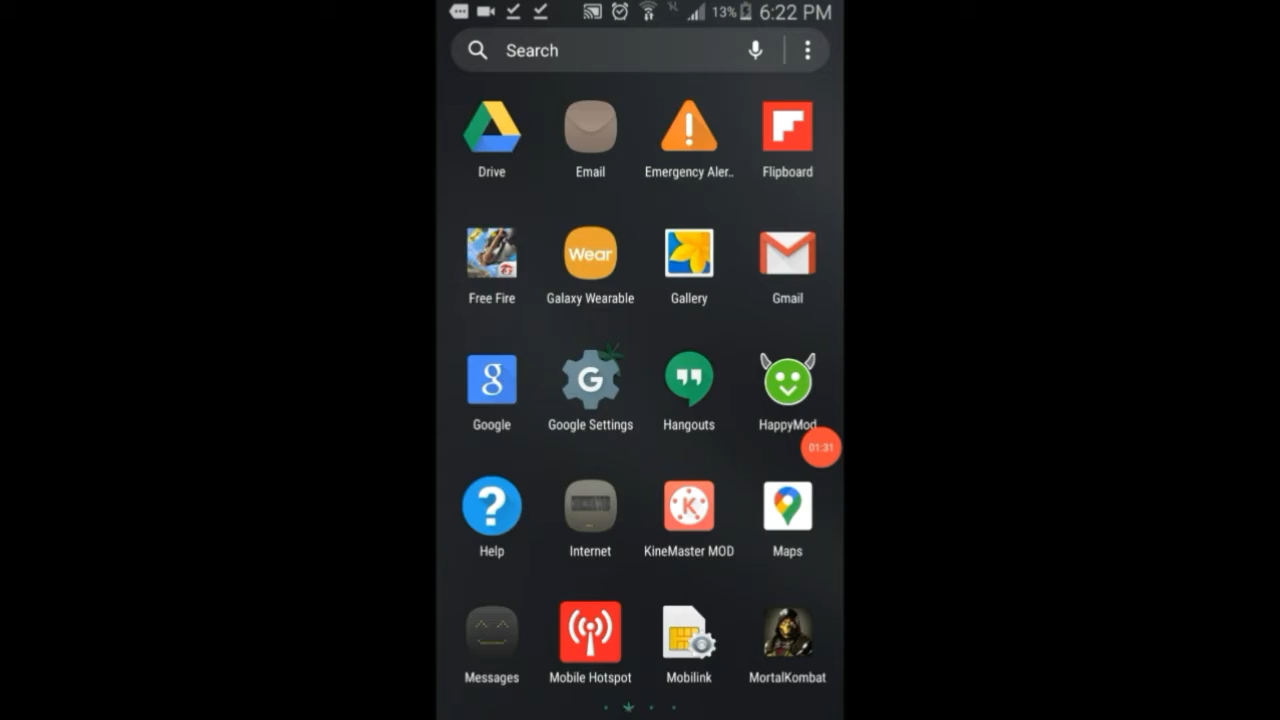 13% 6:22 PM
Search
Drive Email Emergency Aler.. Flipboard
Wear
Free Fire Galaxy Wearable Gallery Gmail
g G
Google Google Settings Hangouts HappyMod
01:31
? K
Help Internet KineMaster MOD Maps
Messages Mobile Hotspot Mobilink MortalKombat